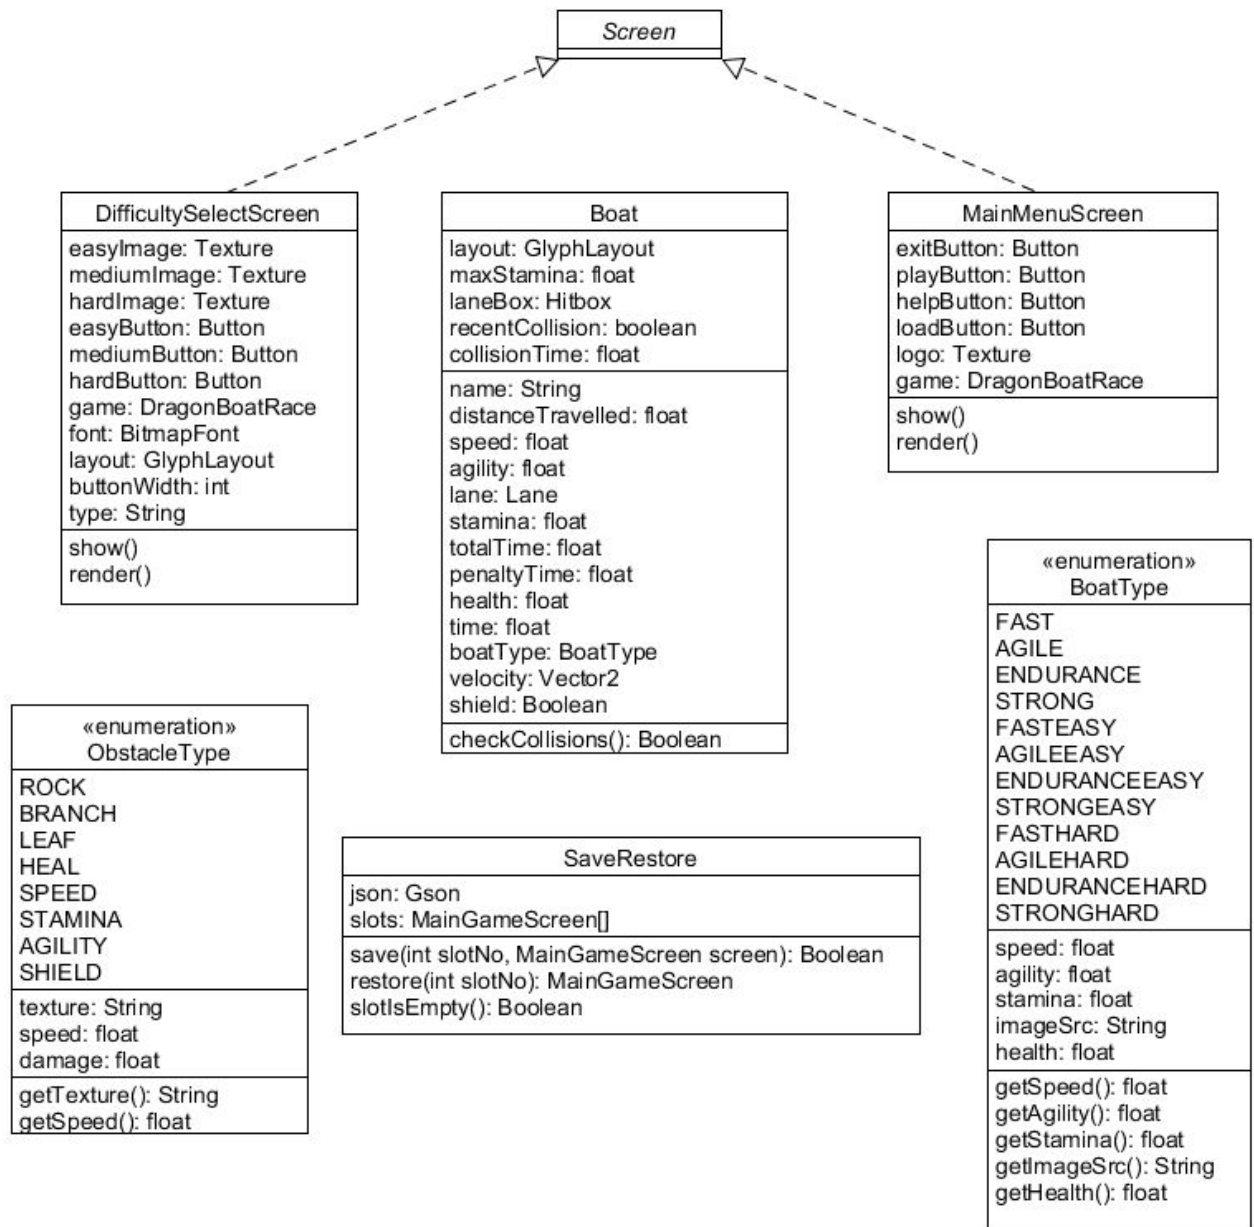 Screen
DifficultySelectScreen
easyImage: Texture
mediumImage: Texture
hardImage: Texture
easyButton: Button
mediumButton: Button
hardButton: Button
game: DragonBoatRace
font: BitmapFont
layout: GlyphLayout
buttonWidth: int
type: String
show()
render()
Boat
layout: GlyphLayout
maxStamina: float
laneBox: Hitbox
recentCollision: boolean
collisionTime: float
name: String
distanceTravelled: float
speed: float
agility: float
lane: Lane
stamina: float
totalTime: float
penaltyTime: float
health: float
time: float
boatType: BoatType
velocity: Vector2
shield: Boolean
checkCollisions(): Boolean
MainMenuScreen
exitButton: Button
playButton: Button
helpButton: Button
loadButton: Button
logo: Texture
game: DragonBoatRace
show()
render()
«enumeration»
ObstacleType
ROCK
BRANCH
LEAF
HEAL
SPEED
STAMINA
AGILITY
SHIELD
texture: String
speed: float
damage: float
getTexture(): String
getSpeed(): float
SaveRestore
json: Gson
slots: MainGameScreen[]
save(int slotNo, MainGameScreen screen): Boolean
restore(int slotNo): MainGameScreen
slotIsEmpty(): Boolean
«enumeration»
BoatType
FAST
AGILE
ENDURANCE
STRONG
FASTEASY
AGILEEASY
ENDURANCEEASY
STRONGEASY
FASTHARD
AGILEHARD
ENDURANCEHARD
STRONGHARD
speed: float
agility: float
stamina: float
imageSrc: String
health: float
getSpeed(): float
getAgility(): float
getStamina(): float
getImageSrc(): String
getHealth(): float